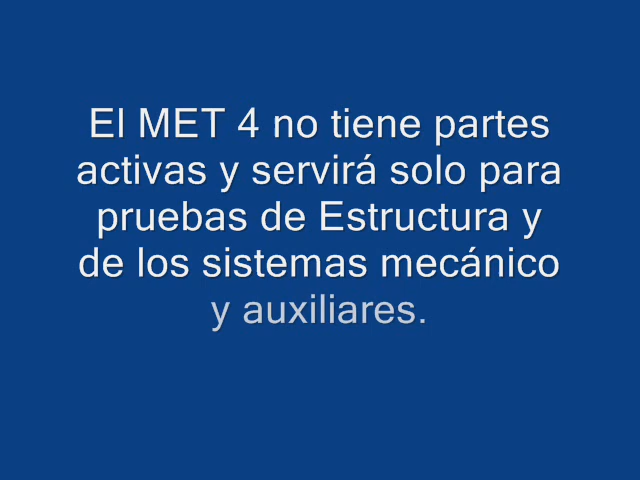 El MET 4 no tiene partes
activas y servirá solo para
pruebas de Estructura y
de los sistemas mecánico
y auxiliares.